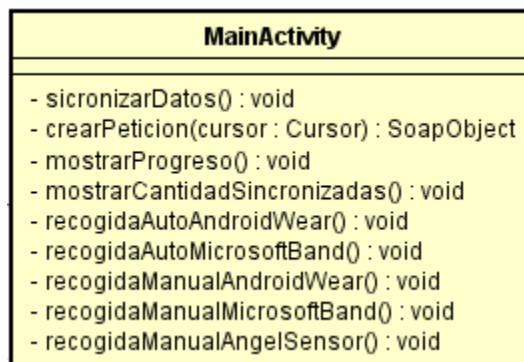 MainActivity
- sicronizarDatos() : void
- crearPeticion(cursor : Cursor) : SoapObject
- mostrarProgreso() : void
- mostrarCantidadSincronizadas() : void
- recogidaAutoAndroidWear() : void
- recogidaAutoMicrosoftBand() : void
- recogidaManualAndroidWear() : void
- recogidaManualMicrosoftBand() : void
- recogidaManualAngelSensor() : void